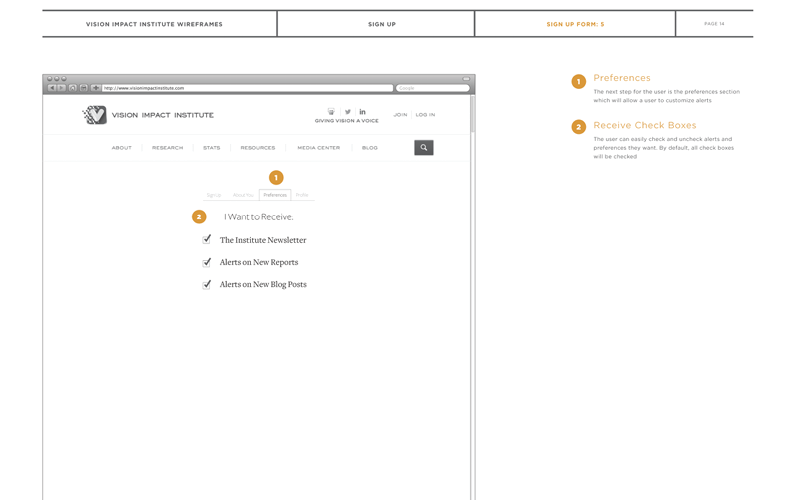 VISION IMPACT INSTITUTE WIREFRAMES
SIGN UP
SIGN UP FORM: 5
PAGE 14
http://www.visionimpactinstitute.com
Google
VISION IMPACT INSTITUTE
in
GIVING VISION A VOICE
JOIN
LOG IN
ABOUT
RESEARCH
STATS
RESOURCES
MEDIA CENTER
BLOG
1
Sign Up
About You
Preferences
Profile
2
I Want to Receive.
The Institute Newsletter
Alerts on New Reports
Alerts on New Blog Posts
1
Preferences
The next step for the user is the preferences section
which will allow a user to customize alerts
2
Receive Check Boxes
The user can easily check and uncheck alerts and
preferences they want. By default, all check boxes
will be checked